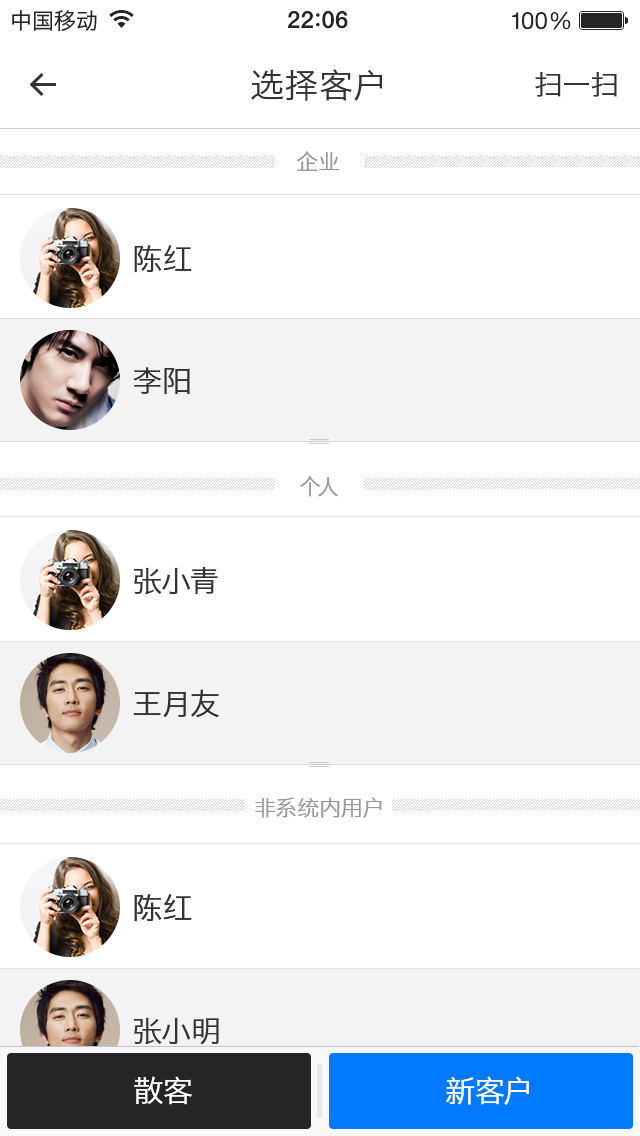 中国移动 22:06 100%
选择客户 扫一扫
企业
陈红
李阳
个人
张小青
王月友
非系统内用户
陈红
张小明
散客 新客户